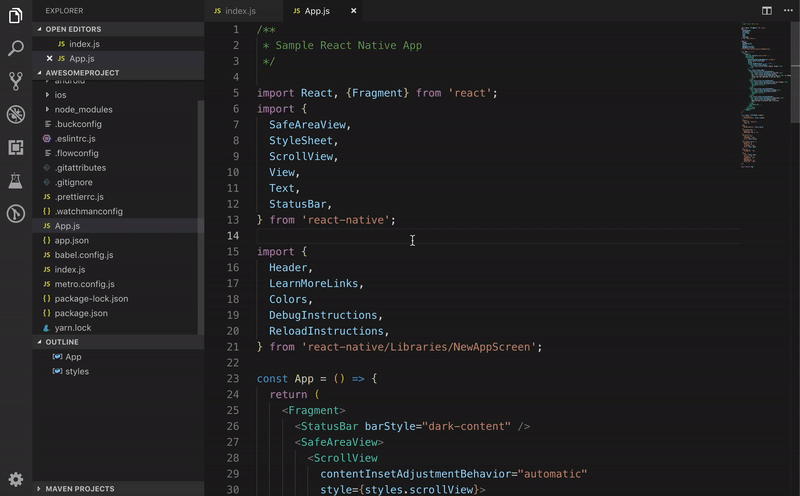 EXPLORER
OPEN EDITORS
JS index.js
JS App.js
AWESOMEPROJECT
android
ios
node_modules
.buckconfig
.eslintrc.js
.flowconfig
.gitattributes
.gitignore
JS .prettierrc.js
.watchmanconfig
JS App.js
{} app.json
JS babel.config.js
JS index.js
JS metro.config.js
{} package-lock.json
{} package.json
yarn.lock
OUTLINE
App
styles
MAVEN PROJECTS
JS index.js
JS App.js
1 /**
2 * Sample React Native App
3 */
4
5 import React, {Fragment} from 'react';
6 import {
7 SafeAreaView,
8 StyleSheet,
9 ScrollView,
10 View,
11 Text,
12 StatusBar,
13 } from 'react-native';
14
15 import {
16 Header,
17 LearnMoreLinks,
18 Colors,
19 DebugInstructions,
20 ReloadInstructions,
21 } from 'react-native/Libraries/NewAppScreen';
22
23 const App = () => {
24 return (
25 <Fragment>
26 <StatusBar barStyle="dark-content" />
27 <SafeAreaView>
28 <ScrollView
29 contentInsetAdjustmentBehavior="automatic"
30 style={styles.scrollView}>